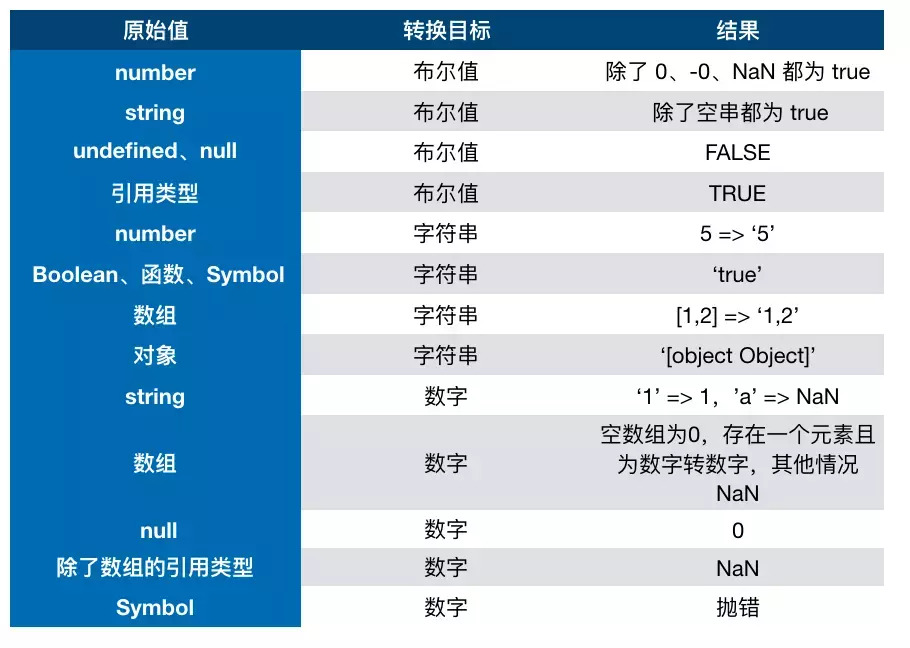 原始值 转换目标 结果
number 布尔值 除了 0、-0、NaN 都为 true
string 布尔值 除了空串都为 true
undefined、null 布尔值 FALSE
引用类型 布尔值 TRUE
number 字符串 5 => ‘5’
Boolean、函数、Symbol 字符串 ‘true’
数组 字符串 [1,2] => ‘1,2’
对象 字符串 ‘[object Object]’
string 数字 ‘1’ => 1，’a’ => NaN
数组 数字 空数组为0，存在一个元素且
为数字转数字，其他情况
NaN
null 数字 0
除了数组的引用类型 数字 NaN
Symbol 数字 抛错